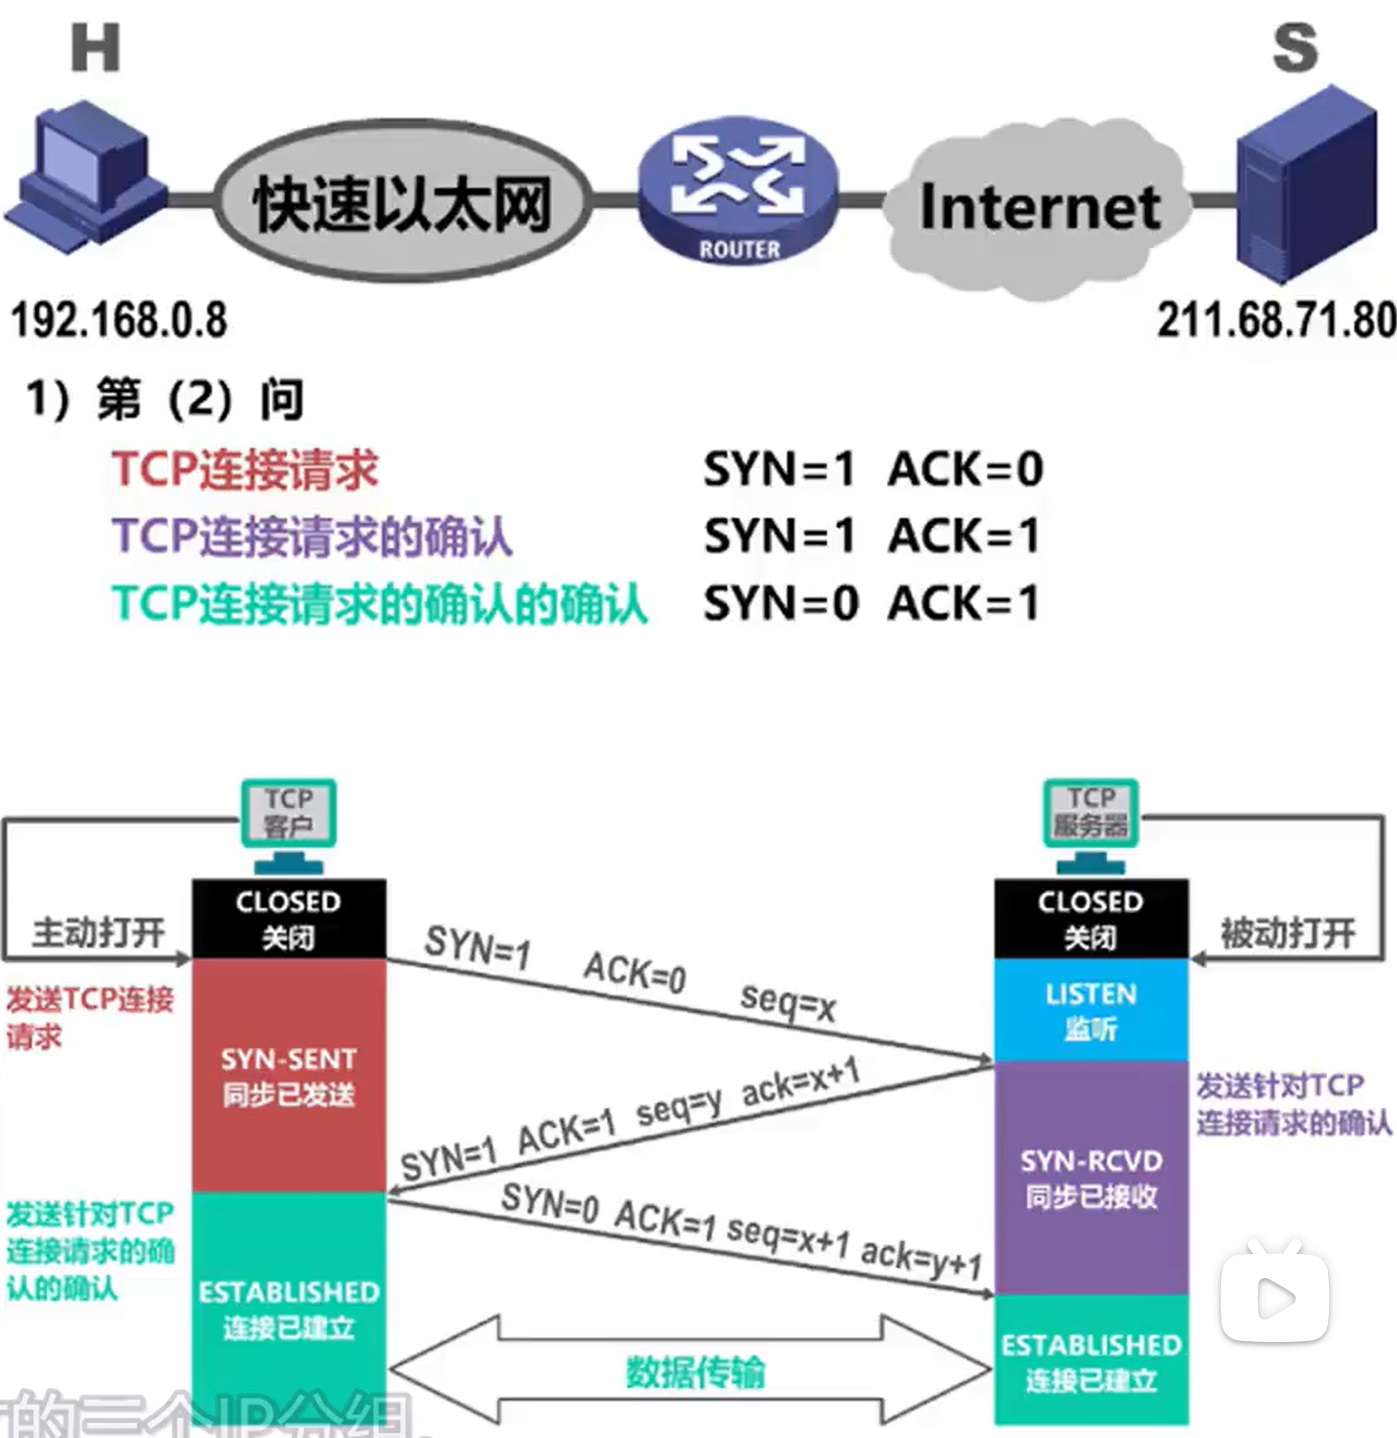 H
S
快速以太网
ROUTER
Internet
192.168.0.8
211.68.71.80
1）第（2）问
TCP连接请求 SYN=1 ACK=0
TCP连接请求的确认 SYN=1 ACK=1
TCP连接请求的确认的确认 SYN=0 ACK=1
TCP
客户
TCP
服务器
CLOSED
关闭
CLOSED
关闭
主动打开
被动打开
SYN=1 ACK=0 seq=x
发送TCP连接
请求
LISTEN
监听
SYN-SENT
同步已发送
SYN=1 ACK=1 seq=y ack=x+1
发送针对TCP
连接请求的确认
SYN-RCVD
同步已接收
SYN=0 ACK=1 seq=x+1 ack=y+1
发送针对TCP
连接请求的确
认的确认
ESTABLISHED
连接已建立
ESTABLISHED
连接已建立
数据传输
的三个IP分组，